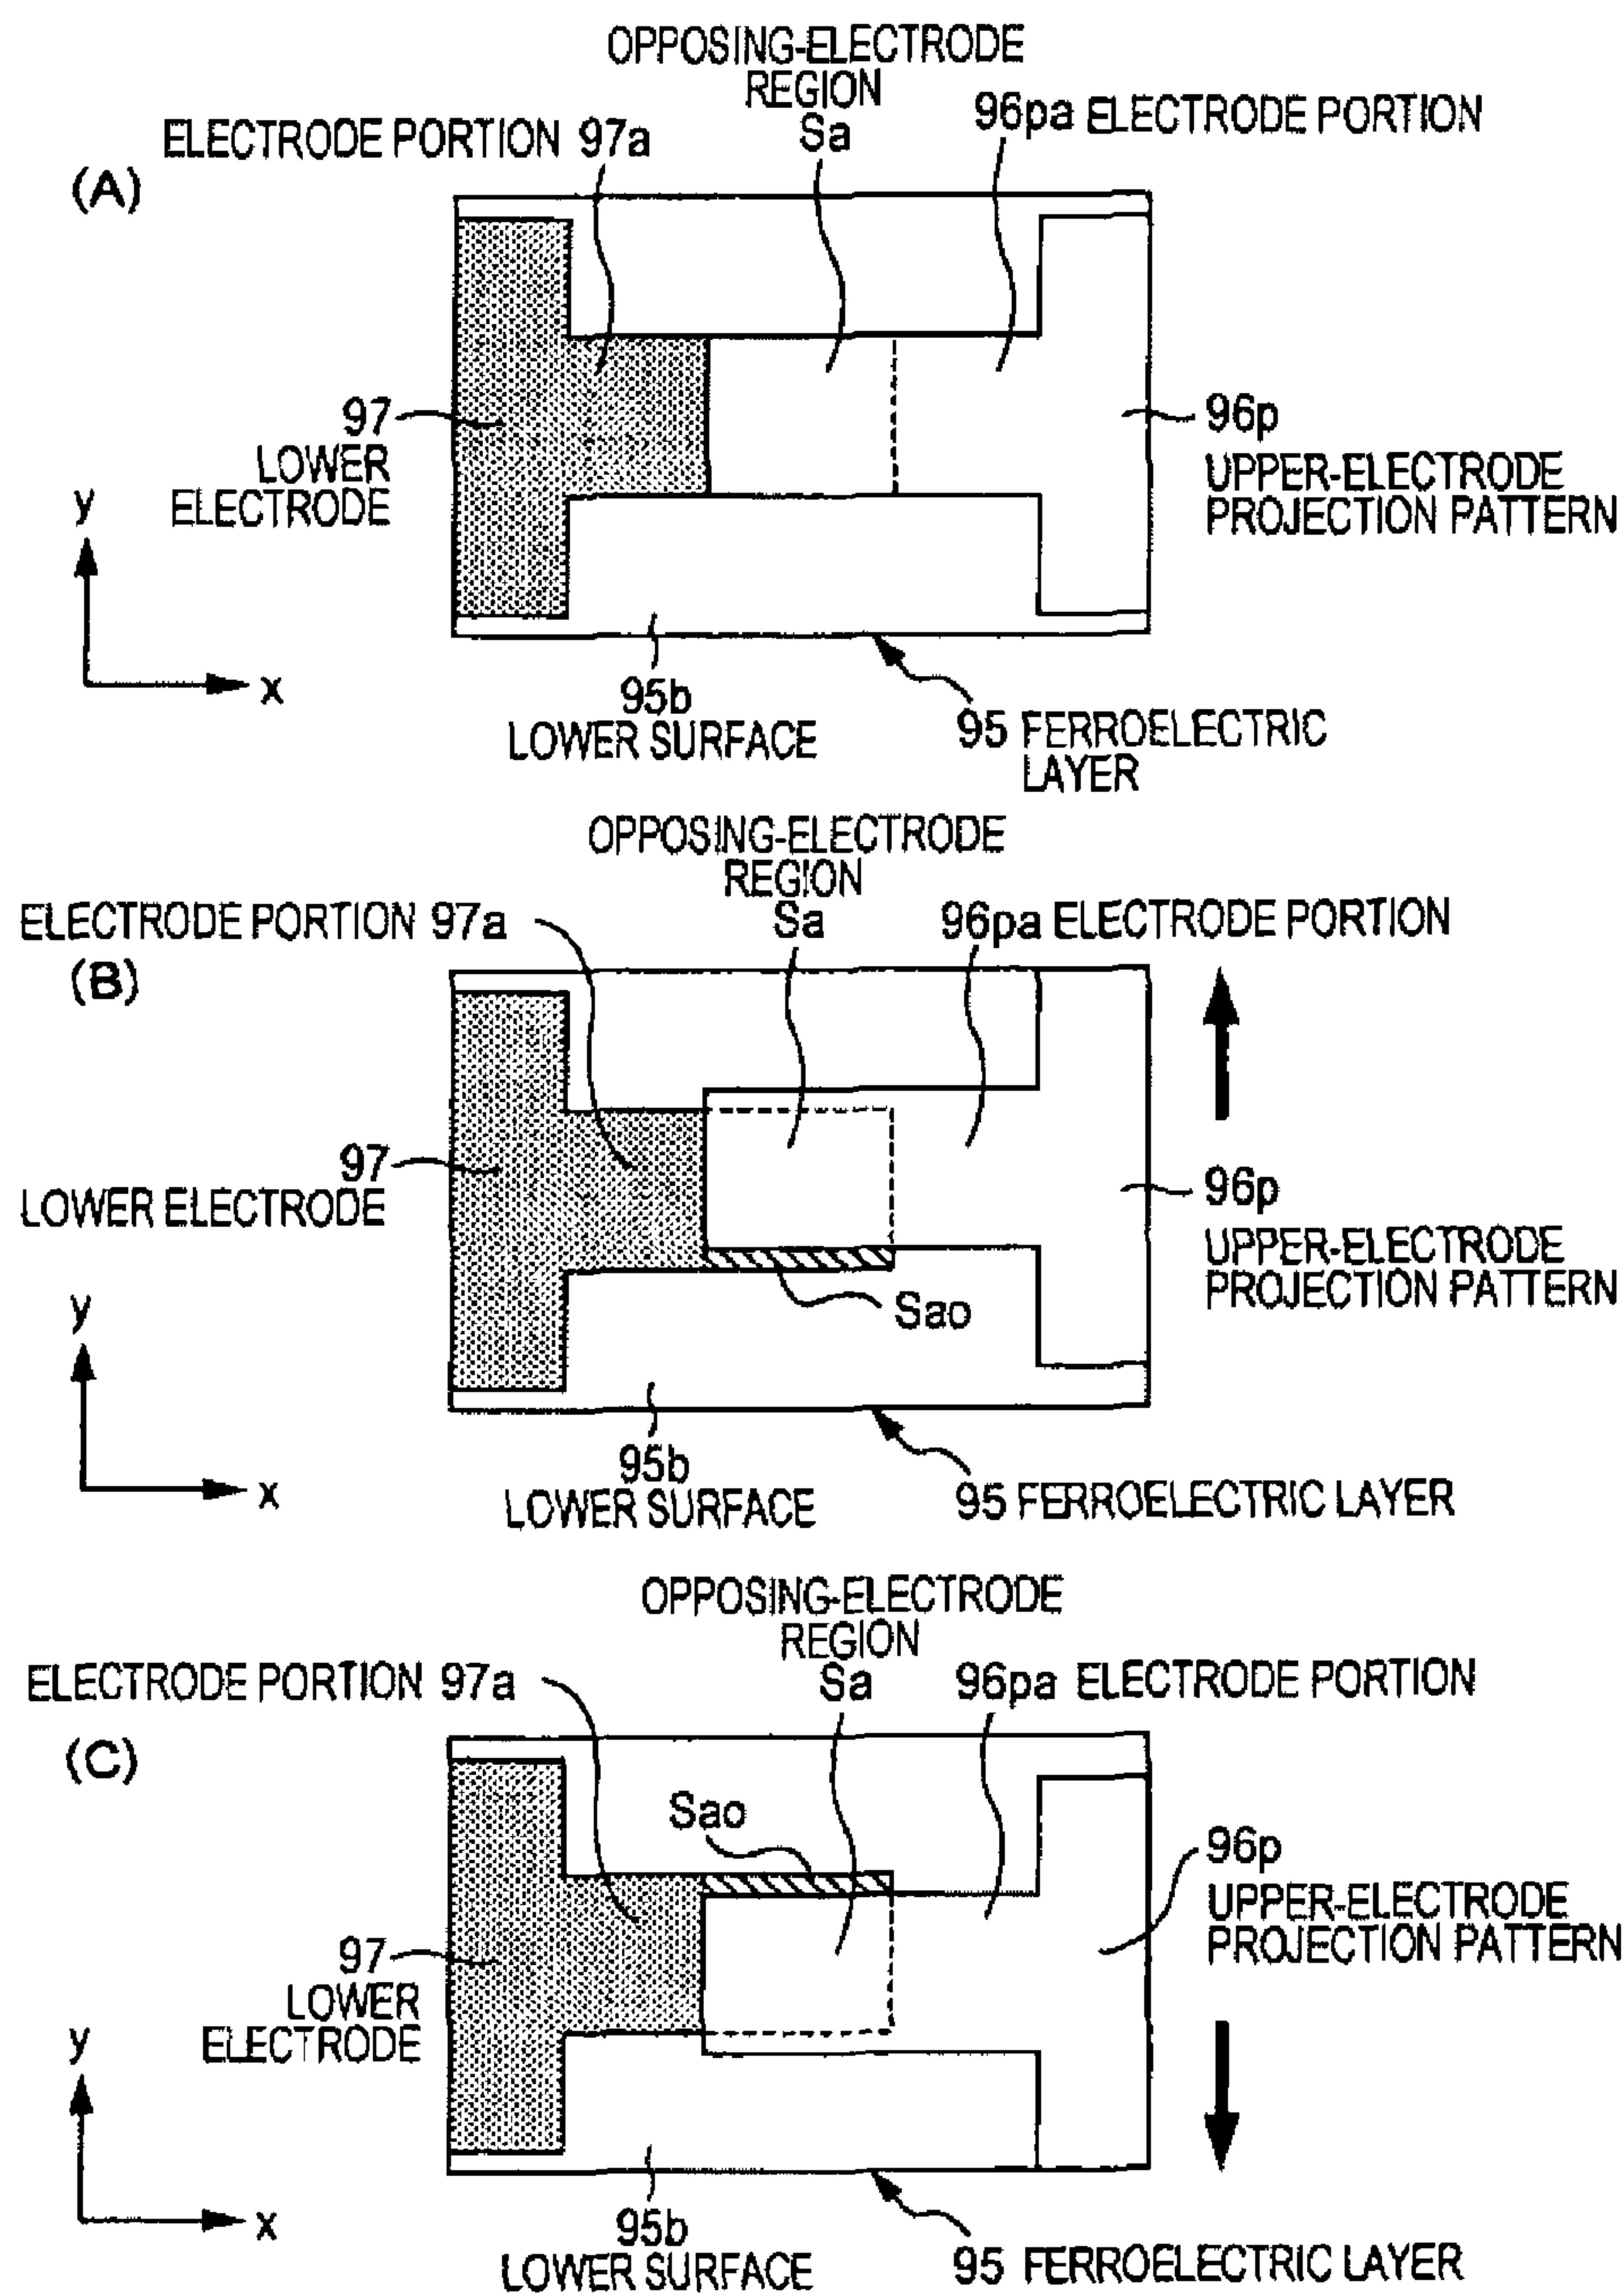 OPPOSING-ELECTRODE
REGION
Sa
96pa ELECTRODE PORTION
ELECTRODE PORTION 97a
(A)
97
LOWER
ELECTRODE
96p
UPPER-ELECTRODE
PROJECTION PATTERN
y
x
95b
LOWER SURFACE
95 FERROELECTRIC
LAYER
OPPOSING-ELECTRODE
REGION
Sa
ELECTRODE PORTION 97a
96pa ELECTRODE PORTION
(B)
97
LOWER ELECTRODE
96p
UPPER-ELECTRODE
PROJECTION PATTERN
Sao
y
x
95b
LOWER SURFACE
95 FERROELECTRIC LAYER
OPPOSING-ELECTRODE
REGION
Sa
ELECTRODE PORTION 97a
96pa ELECTRODE PORTION
(C)
Sao
96p
UPPER-ELECTRODE
PROJECTION PATTERN
97
LOWER
ELECTRODE
y
x
95b
LOWER SURFACE
95 FERROELECTRIC LAYER